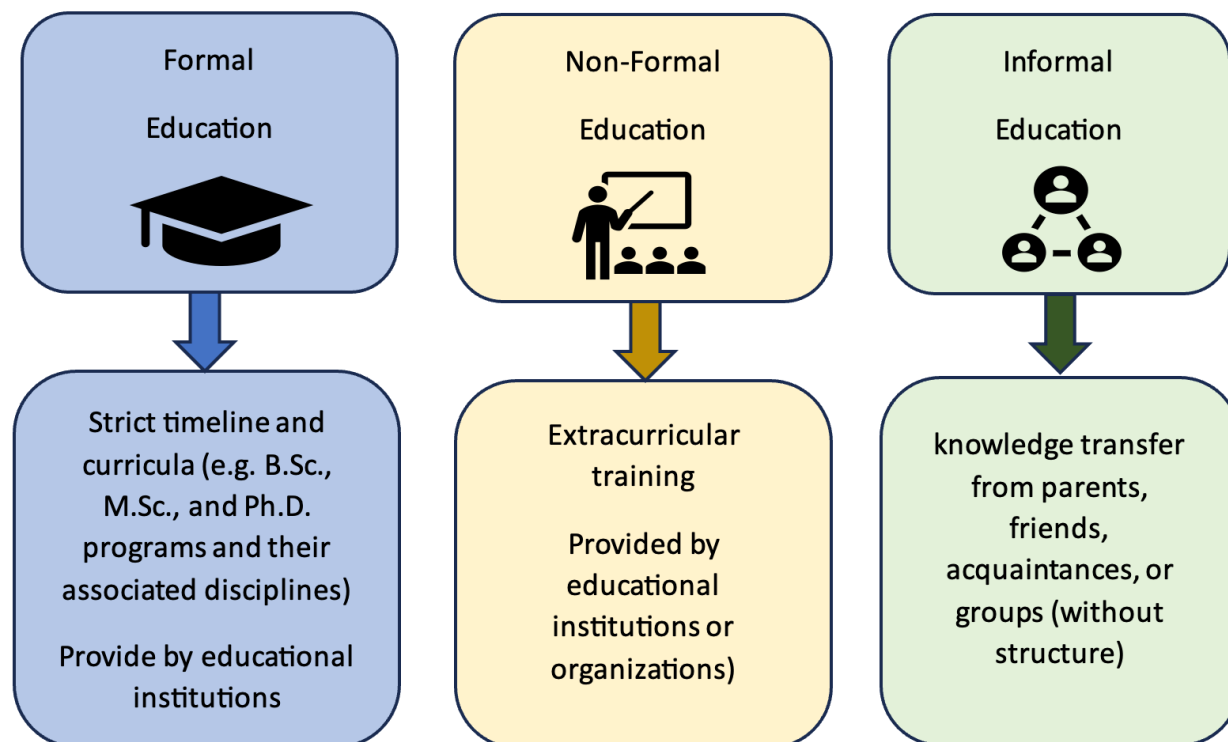 Formal
Education
Strict timeline and
curricula (e.g. B.Sc.,
M.Sc., and Ph.D.
programs and their
associated disciplines)
Provide by educational
institutions
Non-Formal
Education
Extracurricular
training
Provided by
educational
institutions or
organizations)
Informal
Education
knowledge transfer
from parents,
friends,
acquaintances, or
groups (without
structure)